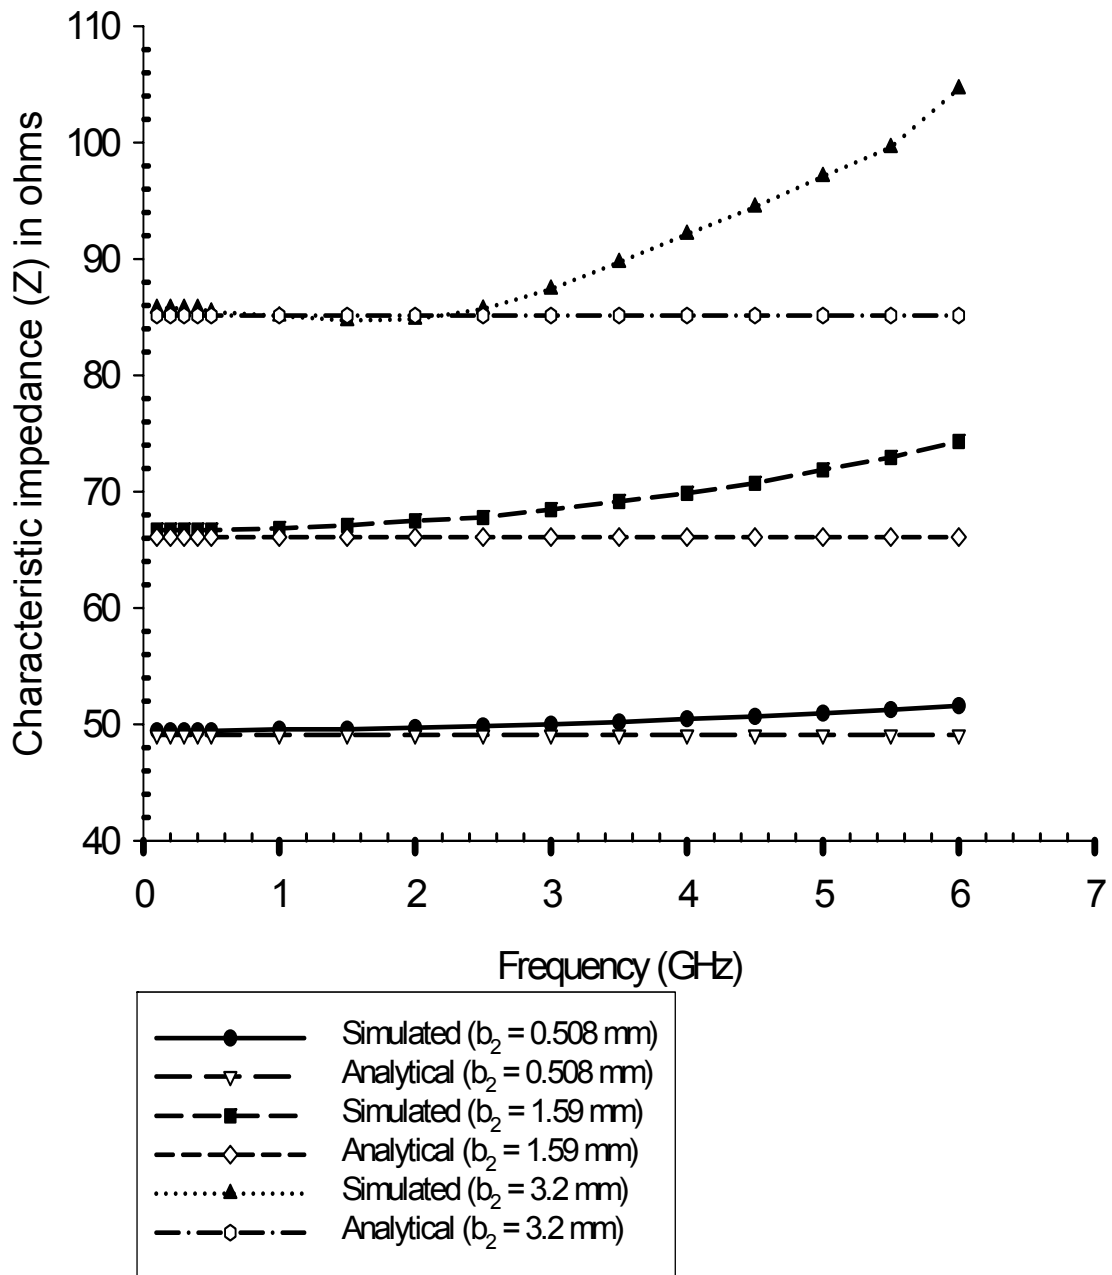 110
100
90
80
70
60
50
40
Characteristic impedance (Z) in ohms
0 1 2 3 4 5 6 7
Frequency (GHz)
Simulated (b2 = 0.508 mm)
Analytical (b2 = 0.508 mm)
Simulated (b2 = 1.59 mm)
Analytical (b2 = 1.59 mm)
Simulated (b2 = 3.2 mm)
Analytical (b2 = 3.2 mm)